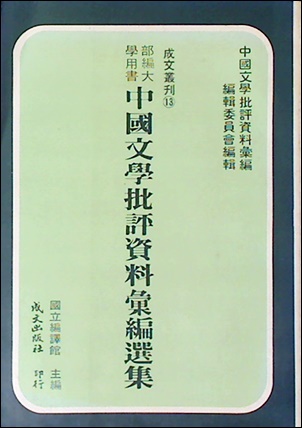 中國文學批評資料彙編
編輯委員會編輯
成文叢刊⑬
部編大
學用書
中國文學批評資料彙編選集
國立編譯館 主編
成文出版社 印行